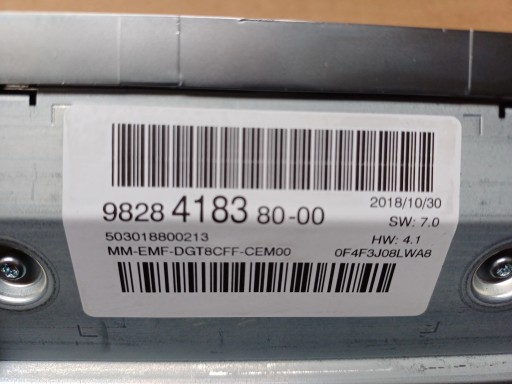 9828 4183 80-00
2018/10/30
SW: 7.0
503018800213
HW: 4.1
MM-EMF-DGT8CFF-CEM00
0F4F3J08LWA8